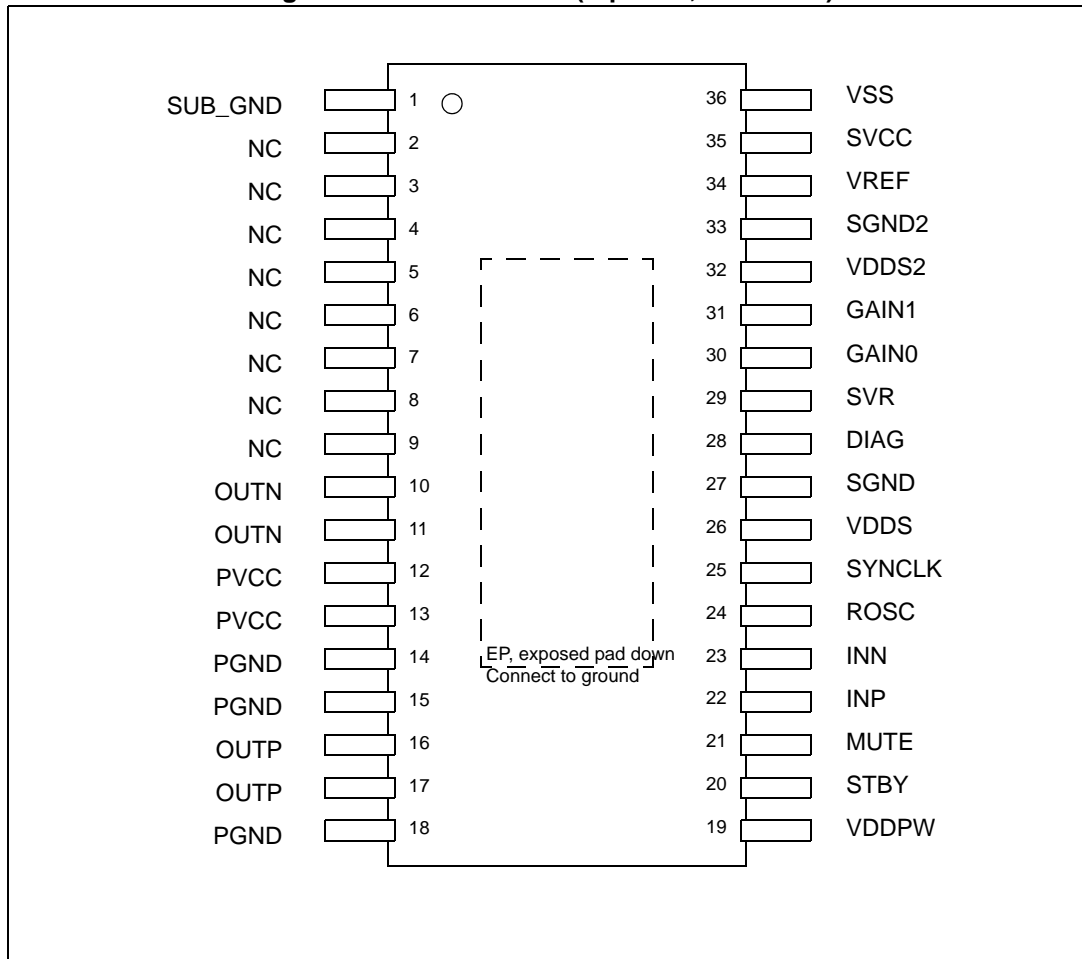 SUB_GND 1 36 VSS
NC 2 35 SVCC
NC 3 34 VREF
NC 4 33 SGND2
NC 5 32 VDDS2
NC 6 31 GAIN1
NC 7 30 GAIN0
NC 8 29 SVR
NC 9 28 DIAG
OUTN 10 27 SGND
OUTN 11 26 VDDS
PVCC 12 25 SYNCLK
PVCC 13 24 ROSC
PGND 14 23 INN
EP, exposed pad down
Connect to ground
PGND 15 22 INP
OUTP 16 21 MUTE
OUTP 17 20 STBY
PGND 18 19 VDDPW